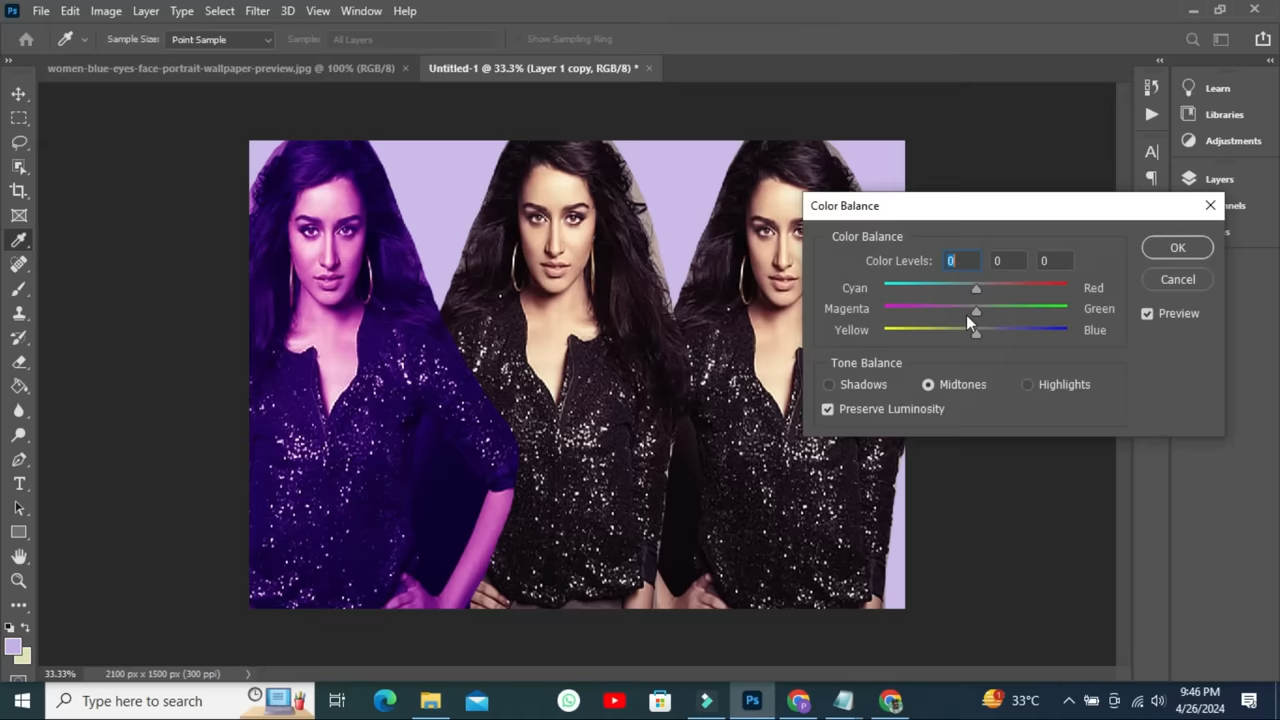 Ps File Edit Image Layer Type Select Filter 3D View Window Help
Sample Size: Point Sample Sample: All Layers Show Sampling Ring
women-blue-eyes-face-portrait-wallpaper-preview.jpg @ 100% (RGB/8) × Untitled-1 @ 33.3% (Layer 1 copy, RGB/8) * ×
Learn
Libraries
Adjustments
Layers
Color Balance
Color Balance
Color Levels: 0 0 0
OK
Cyan Red
Cancel
Magenta Green
Preview
Yellow Blue
Tone Balance
Shadows Midtones Highlights
Preserve Luminosity
33.33% 2100 px x 1500 px (300 ppi)
Type here to search
Ps
33°C
9:46 PM
4/26/2024